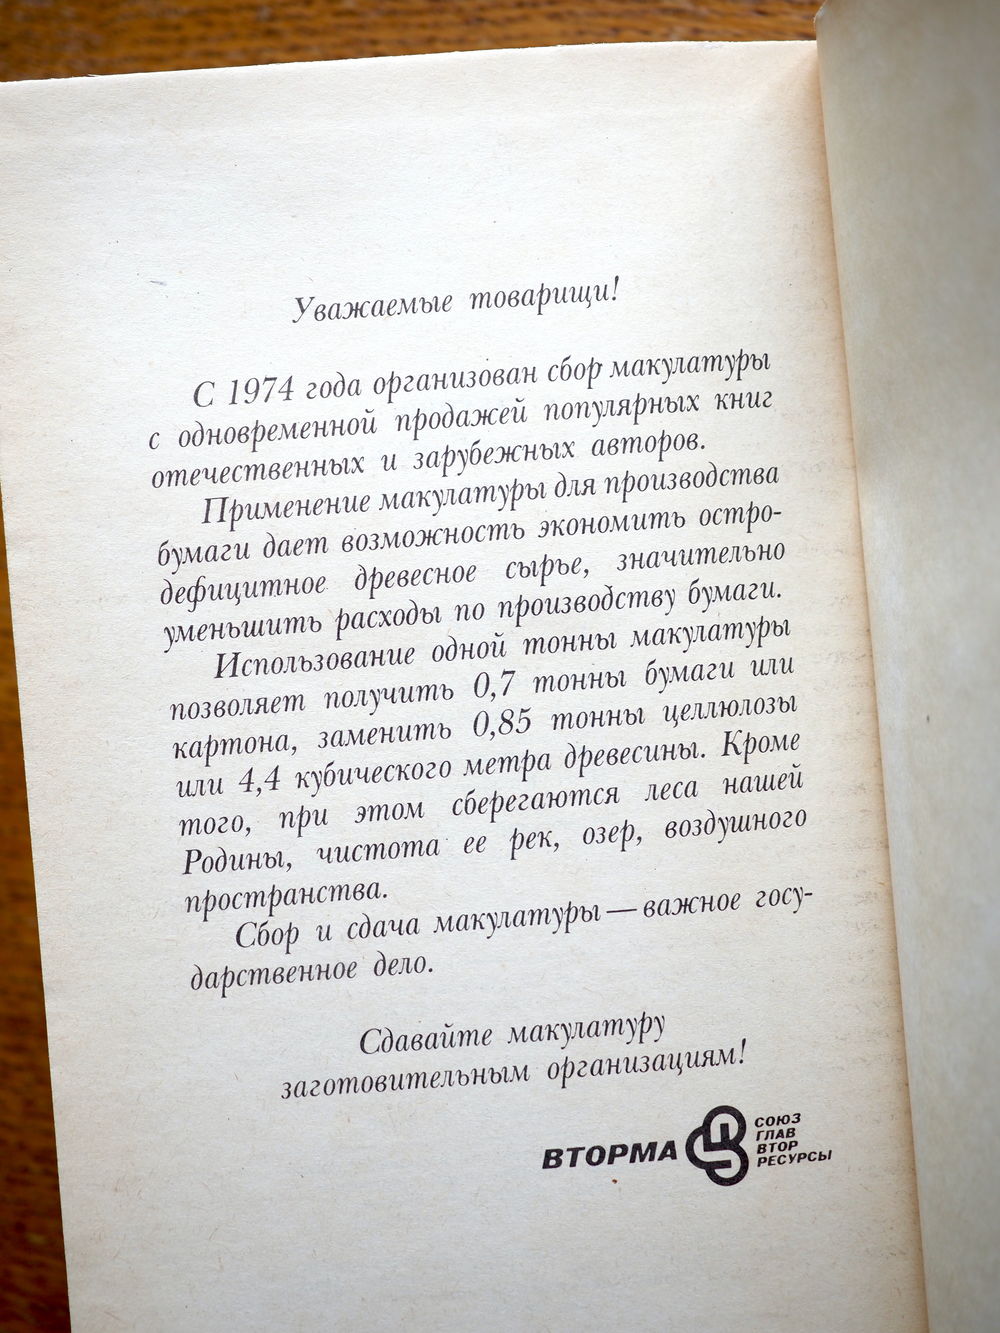 Уважаемые товарищи!
С 1974 года организован сбор макулатуры
с одновременной продажей популярных книг
отечественных и зарубежных авторов.
Применение макулатуры для производства
бумаги дает возможность экономить остро-
дефицитное древесное сырье, значительно
уменьшить расходы по производству бумаги.
Использование одной тонны макулатуры
позволяет получить 0,7 тонны бумаги или
картона, заменить 0,85 тонны целлюлозы
или 4,4 кубического метра древесины. Кроме
того, при этом сберегаются леса нашей
Родины, чистота ее рек, озер, воздушного
пространства.
Сбор и сдача макулатуры — важное госу-
дарственное дело.
Сдавайте макулатуру
заготовительным организациям!
ВТОРМА
СОЮЗ
ГЛАВ
ВТОР
РЕСУРСЫ